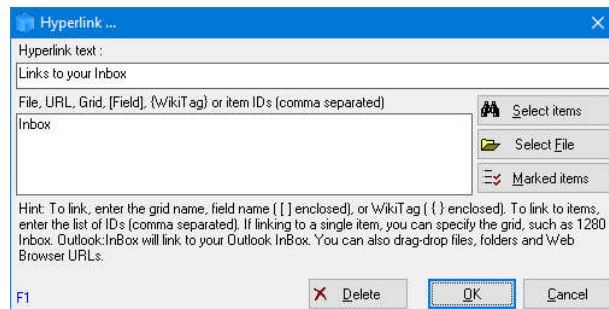 Hyperlink ...
Hyperlink text :
Links to your Inbox
File, URL, Grid, [Field], {WikiTag} or item IDs (comma separated)
Inbox
Select items
Select File
Marked items
Hint: To link, enter the grid name, field name ( [ ] enclosed), or WikiTag ( { } enclosed). To link to items,
enter the list of IDs (comma separated). If linking to a single item, you can specify the grid, such as 1280
Inbox. Outlook:InBox will link to your Outlook InBox. You can also drag-drop files, folders and Web
Browser URLs.
F1
Delete
OK
Cancel